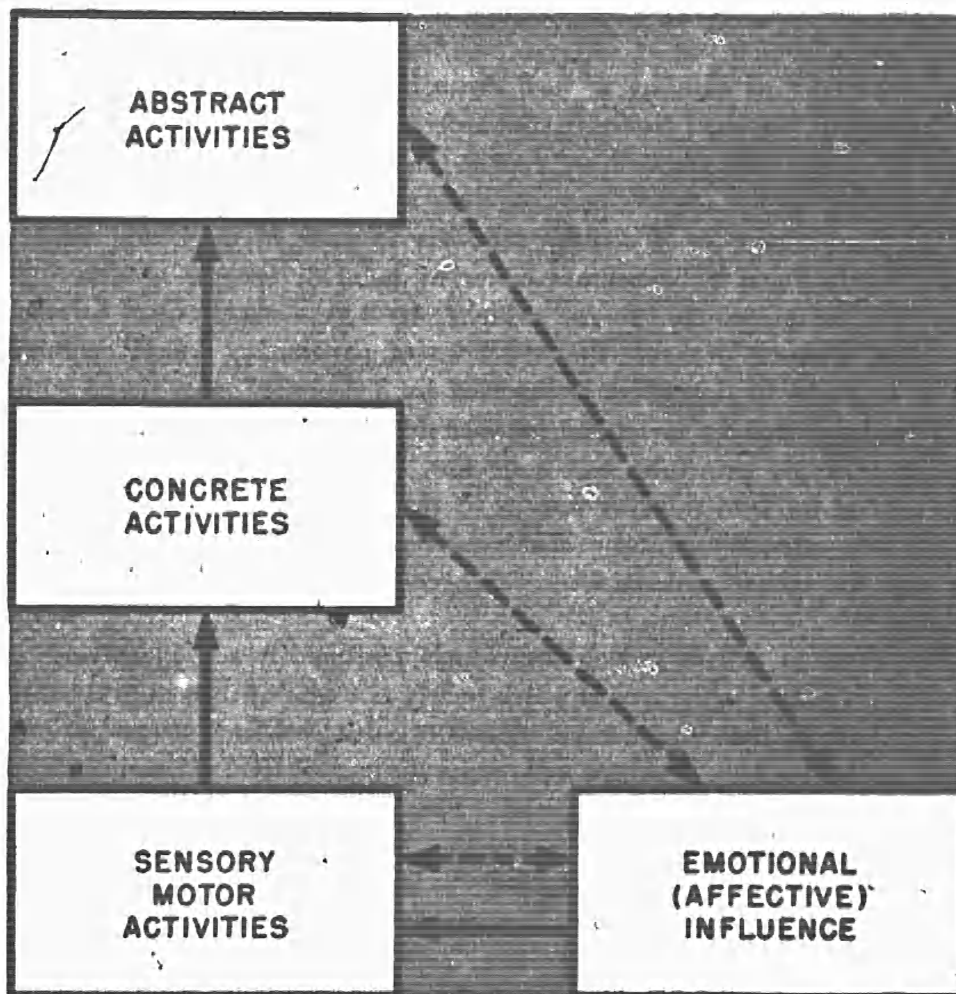 ABSTRACT
ACTIVITIES
CONCRETE
ACTIVITIES
SENSORY
MOTOR
ACTIVITIES
EMOTIONAL
(AFFECTIVE)
INFLUENCE